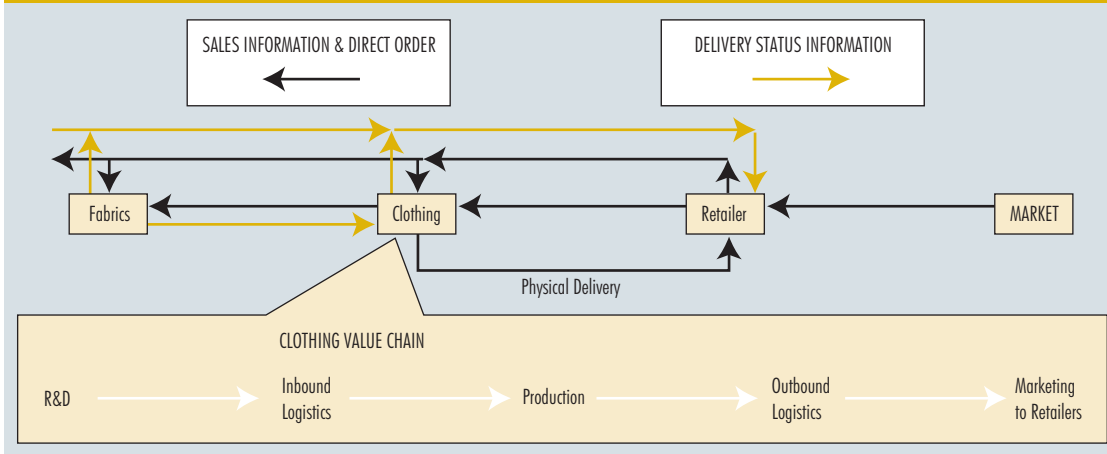 SALES INFORMATION & DIRECT ORDER
DELIVERY STATUS INFORMATION
Fabrics
Clothing
Retailer
MARKET
Physical Delivery
CLOTHING VALUE CHAIN
R&D
Inbound
Logistics
Production
Outbound
Logistics
Marketing
to Retailers